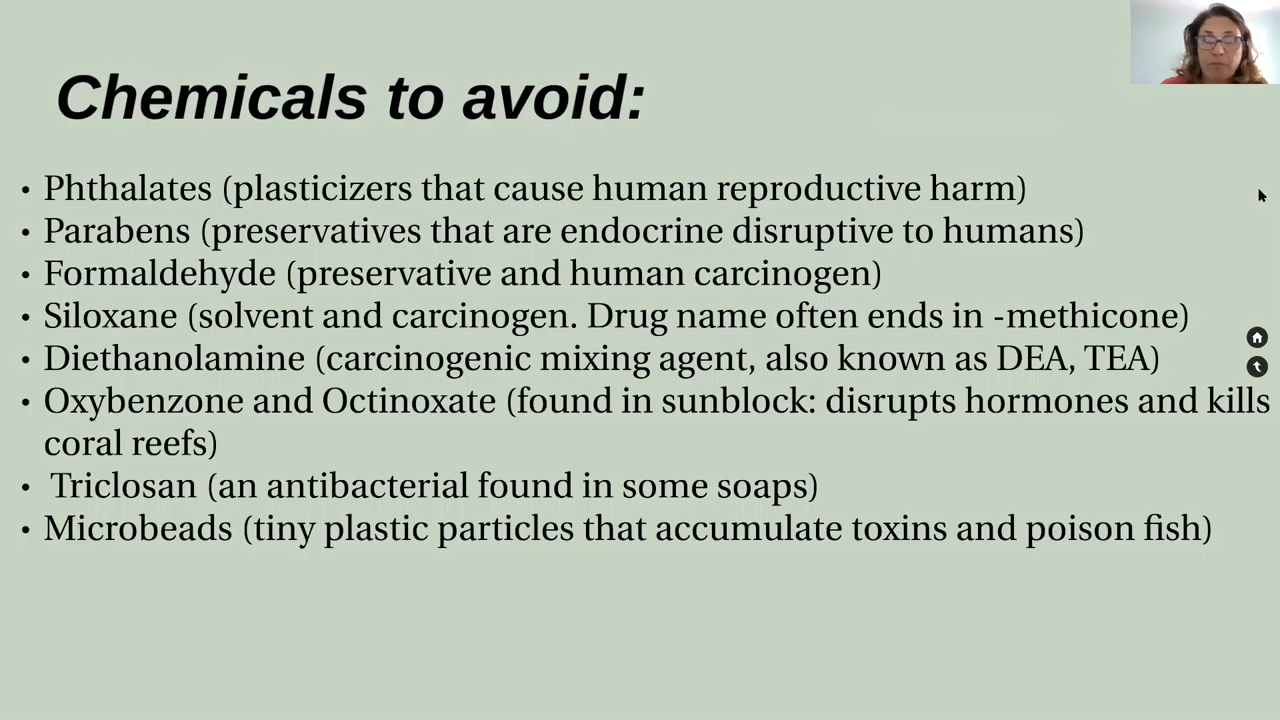 Chemicals to avoid:
• Phthalates (plasticizers that cause human reproductive harm)
• Parabens (preservatives that are endocrine disruptive to humans)
• Formaldehyde (preservative and human carcinogen)
• Siloxane (solvent and carcinogen. Drug name often ends in -methicone)
• Diethanolamine (carcinogenic mixing agent, also known as DEA, TEA)
• Oxybenzone and Octinoxate (found in sunblock: disrupts hormones and kills
coral reefs)
• Triclosan (an antibacterial found in some soaps)
• Microbeads (tiny plastic particles that accumulate toxins and poison fish)